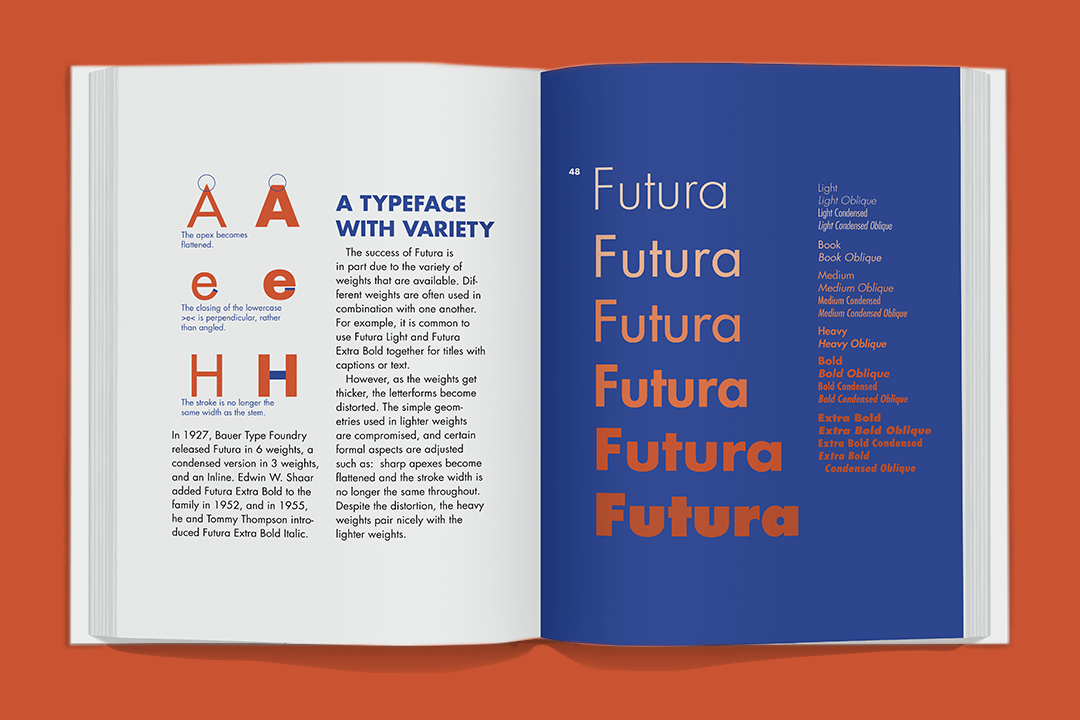 A A
The apex becomes
flattened.
e e
The closing of the lowercase
>e< is perpendicular, rather
than angled.
H H
The stroke is no longer the
same width as the stem.
In 1927, Bauer Type Foundry
released Futura in 6 weights, a
condensed version in 3 weights,
and an Inline. Edwin W. Shaar
added Futura Extra Bold to the
family in 1952, and in 1955,
he and Tommy Thompson intro-
duced Futura Extra Bold Italic.
A TYPEFACE
WITH VARIETY
The success of Futura is
in part due to the variety of
weights that are available. Dif-
ferent weights are often used in
combination with one another.
For example, it is common to
use Futura Light and Futura
Extra Bold together for titles with
captions or text.
However, as the weights get
thicker, the letterforms become
distorted. The simple geom-
etries used in lighter weights
are compromised, and certain
formal aspects are adjusted
such as: sharp apexes become
flattened and the stroke width is
no longer the same throughout.
Despite the distortion, the heavy
weights pair nicely with the
lighter weights.
48
Futura
Futura
Futura
Futura
Futura
Futura
Light
Light Oblique
Light Condensed
Light Condensed Oblique
Book
Book Oblique
Medium
Medium Oblique
Medium Condensed
Medium Condensed Oblique
Heavy
Heavy Oblique
Bold
Bold Oblique
Bold Condensed
Bold Condensed Oblique
Extra Bold
Extra Bold Oblique
Extra Bold Condensed
Extra Bold
Condensed Oblique